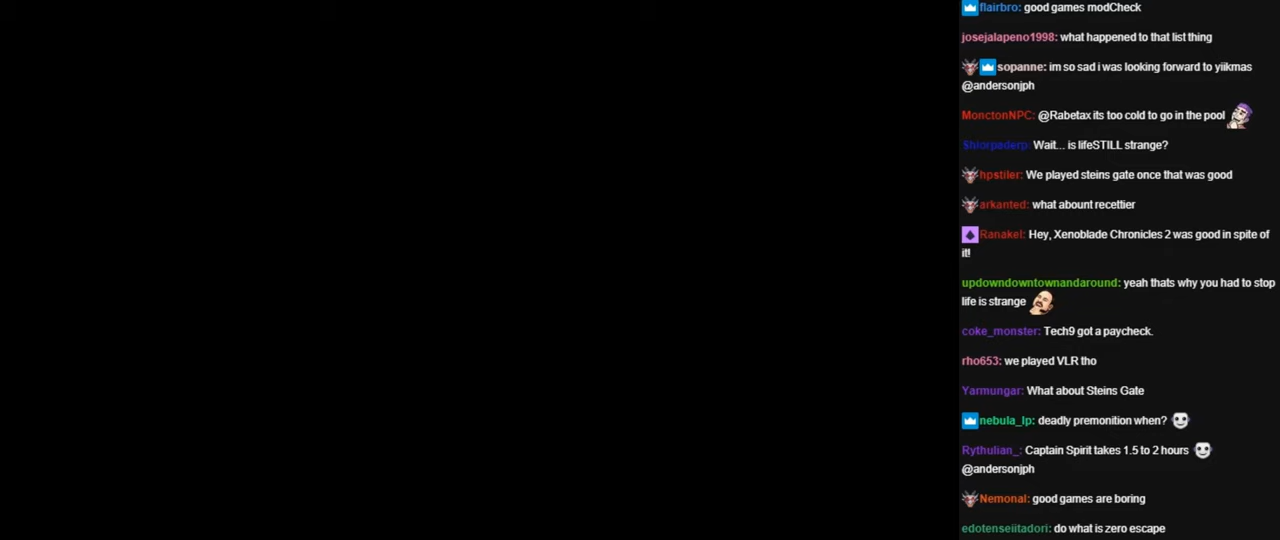 flairbro: good games modCheck
josejalapeno1998: what happened to that list thing
sopanne: im so sad i was looking forward to yiikmas
@andersonjph
MonctonNPC: @Rabetax its too cold to go in the pool
Shlorpaderp: Wait... is lifeSTILL strange?
hpstiler: We played steins gate once that was good
arkanted: what abount recettier
Ranakel: Hey, Xenoblade Chronicles 2 was good in spite of
it!
updowndowntownandaround: yeah thats why you had to stop
life is strange
coke_monster: Tech9 got a paycheck.
rho653: we played VLR tho
Yarmungar: What about Steins Gate
nebula_lp: deadly premonition when?
Rythulian_: Captain Spirit takes 1.5 to 2 hours
@andersonjph
Nemonal: good games are boring
edotenseiitadori: do what is zero escape